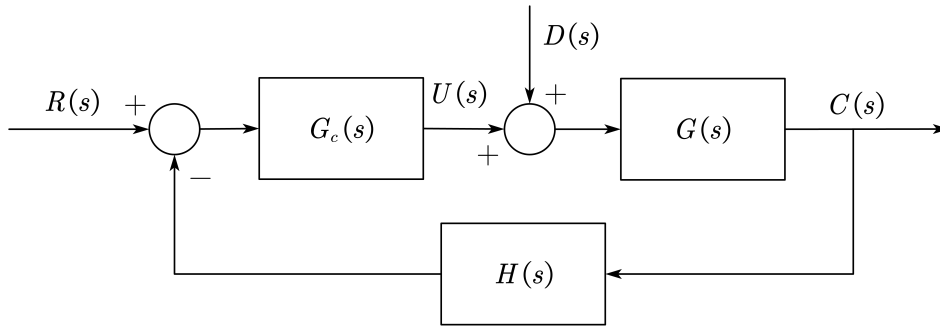 D(s)
R(s) + U(s) + C(s)
G_c(s) G(s)
+
−
H(s)